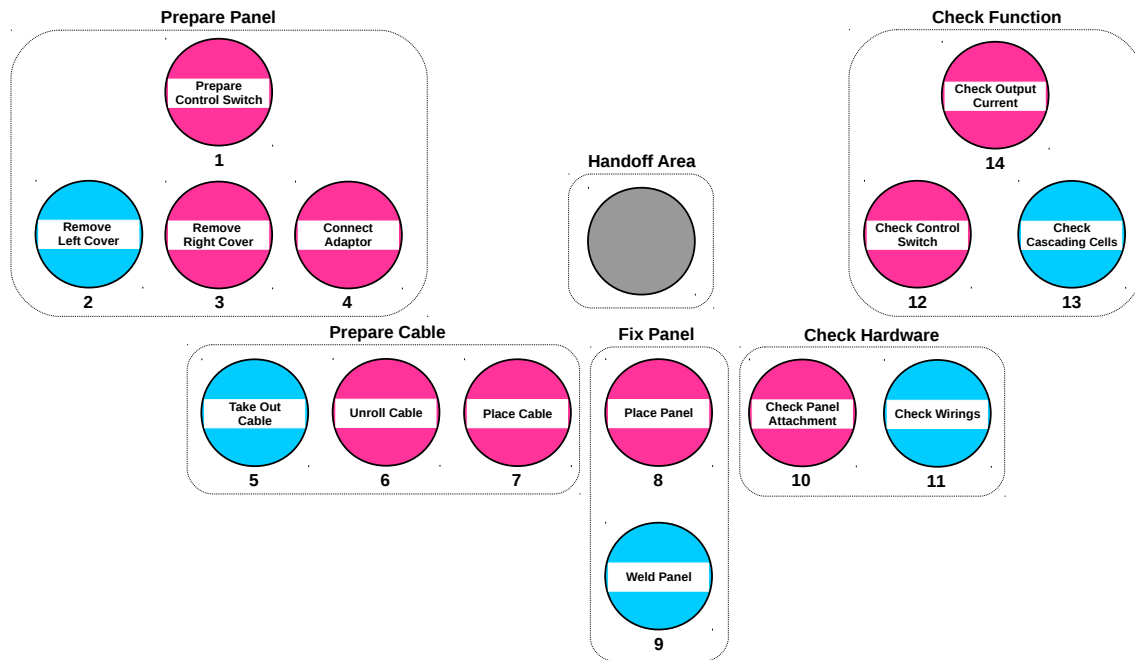 Prepare Panel
Prepare
Control Switch
1
Remove
Left Cover
2
Remove
Right Cover
3
Connect
Adaptor
4
Handoff Area
Check Function
Check Output
Current
14
Check Control
Switch
12
Check
Cascading Cells
13
Prepare Cable
Take Out
Cable
5
Unroll Cable
6
Place Cable
7
Fix Panel
Place Panel
8
Weld Panel
9
Check Hardware
Check Panel
Attachment
10
Check Wirings
11